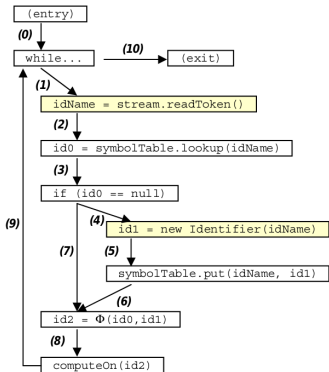 (entry)
(0)
while...
(10)
(exit)
(1)
idName = stream.readToken()
(2)
id0 = symbolTable.lookup(idName)
(3)
if (id0 == null)
(4)
id1 = new Identifier(idName)
(9)
(7)
(5)
symbolTable.put(idName, id1)
(6)
id2 = Φ(id0,id1)
(8)
computeOn(id2)